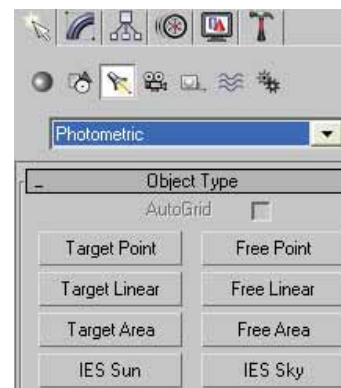 Photometric
- Object Type
AutoGrid
Target Point Free Point
Target Linear Free Linear
Target Area Free Area
IES Sun IES Sky